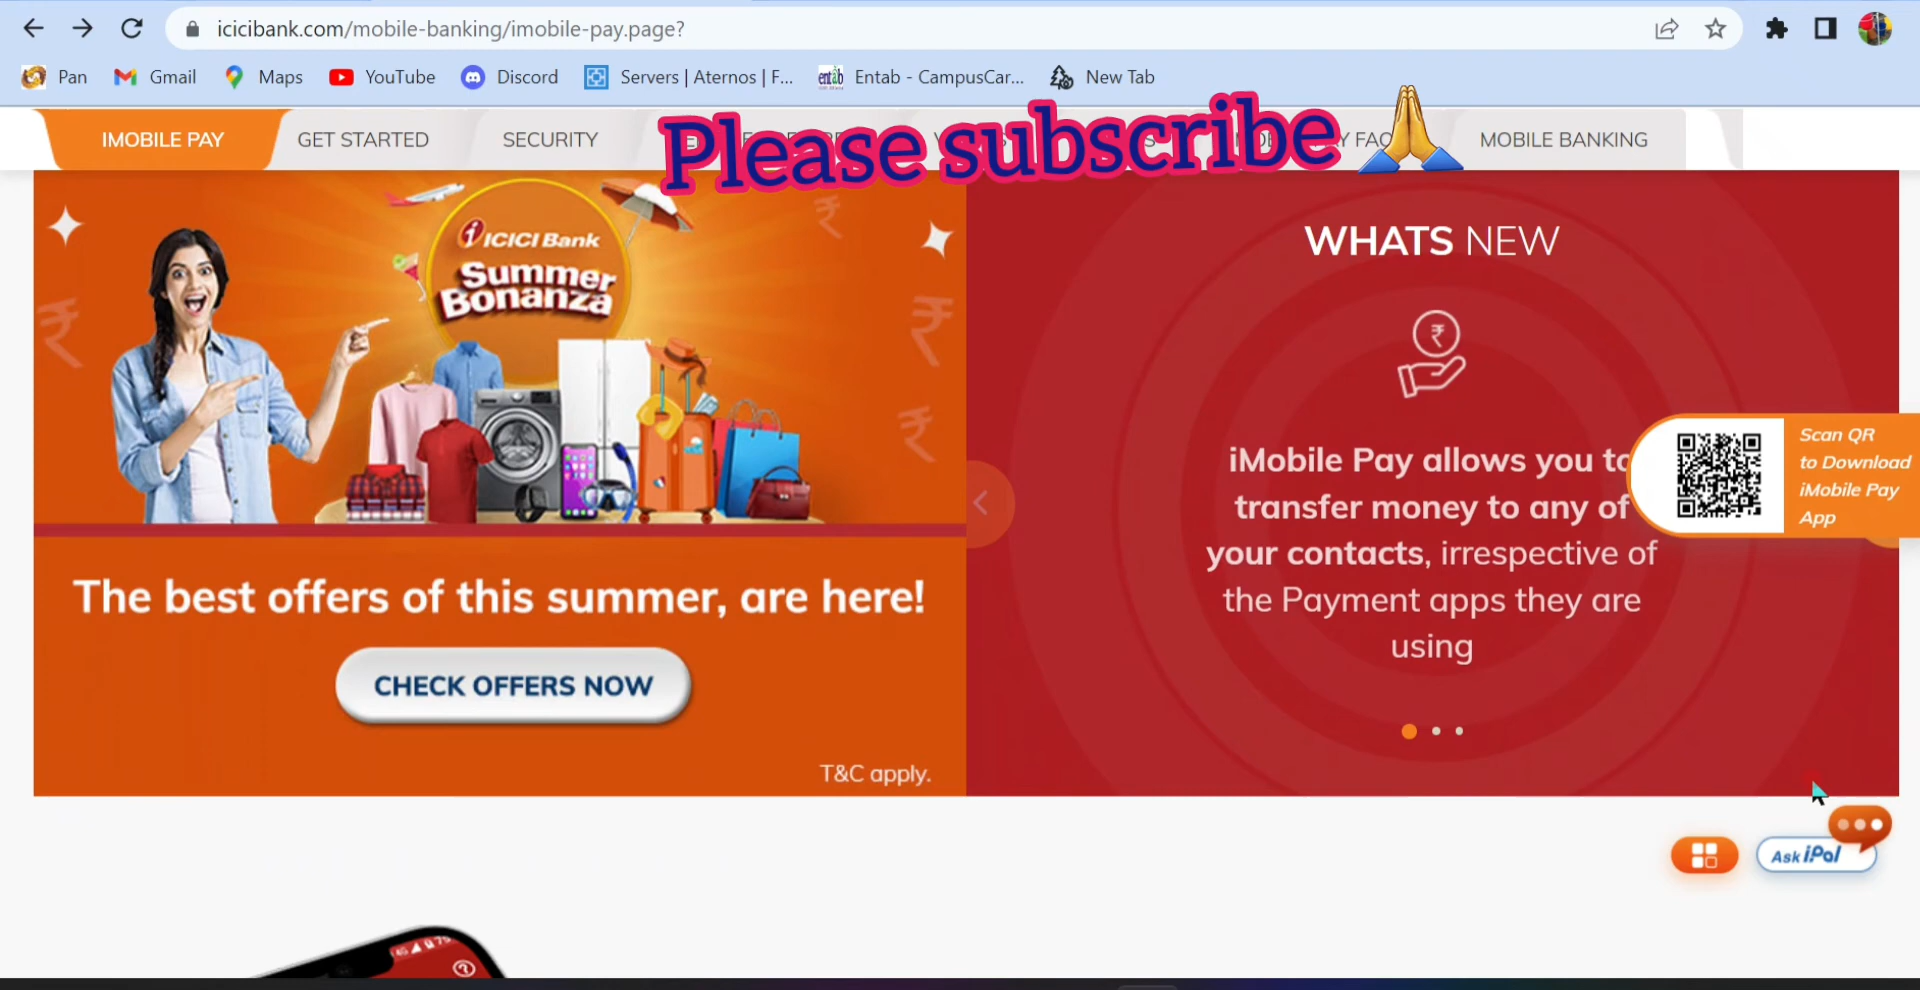 icicibank.com/mobile-banking/imobile-pay.page?
Pan Gmail Maps YouTube Discord Servers | Aternos | F... entab Entab - CampusCar... New Tab
IMOBILE PAY GET STARTED SECURITY MOBILE BANKING
Please subscribe 🙏
ICICI Bank
Summer
Bonanza
The best offers of this summer, are here!
CHECK OFFERS NOW
T&C apply.
WHATS NEW
iMobile Pay allows you to
transfer money to any of
your contacts, irrespective of
the Payment apps they are
using
Scan QR
to Download
iMobile Pay
App
Ask iPal